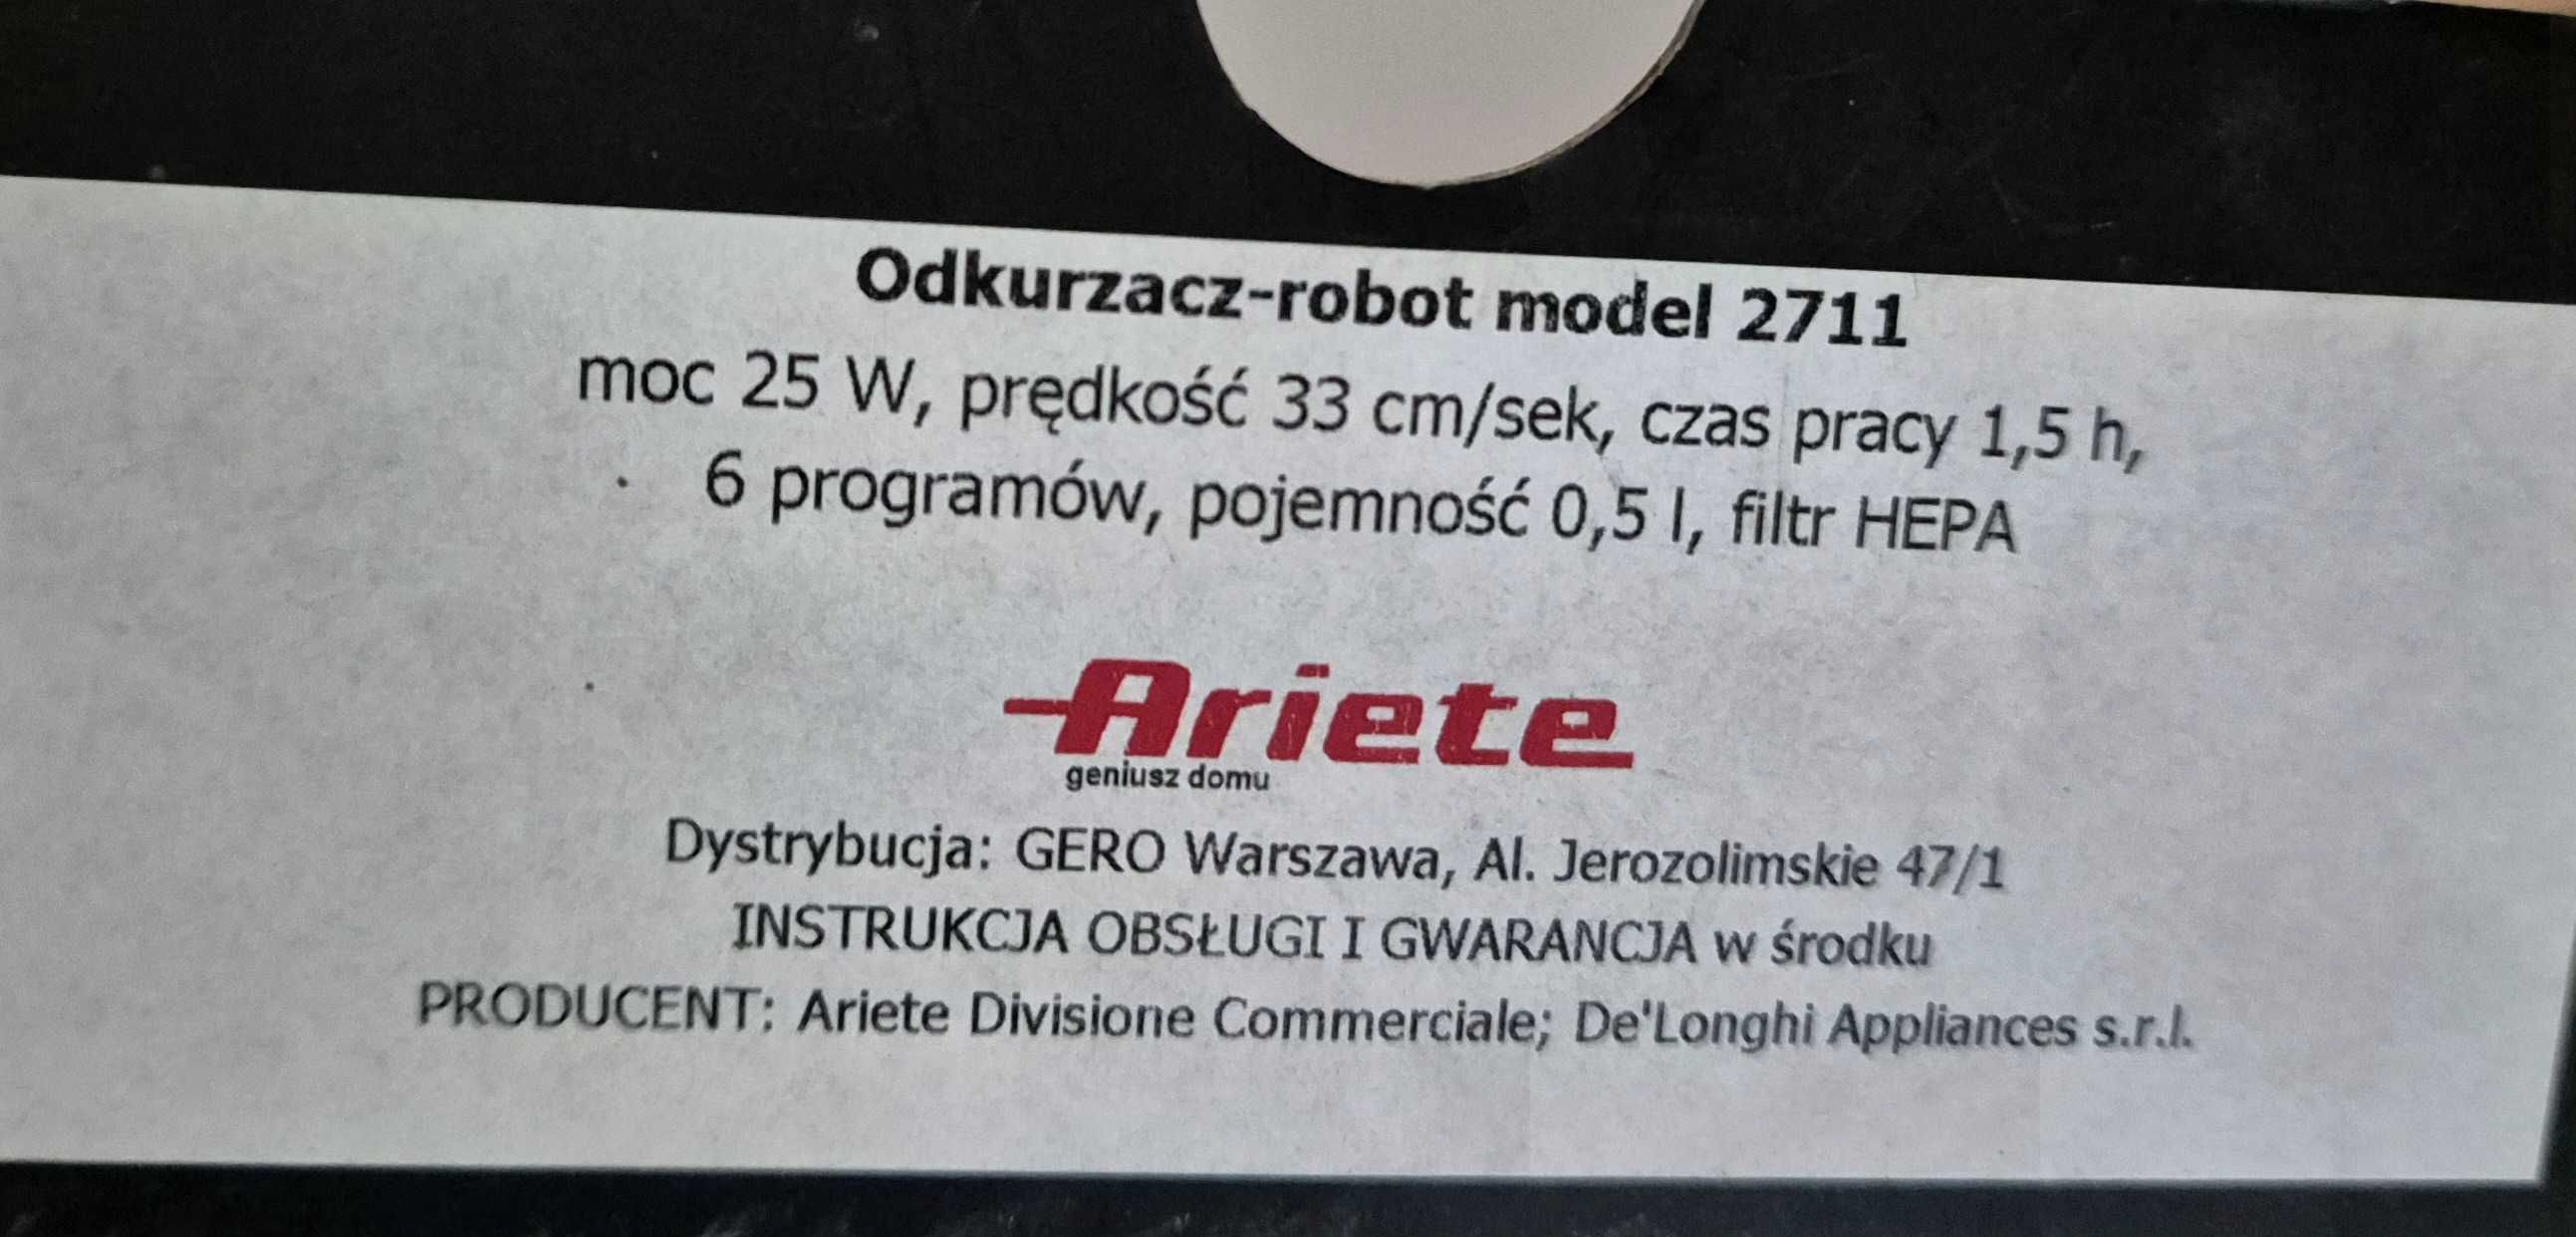 Odkurzacz-robot model 2711
moc 25 W, prędkość 33 cm/sek, czas pracy 1,5 h,
6 programów, pojemność 0,5 l, filtr HEPA
Ariete
geniusz domu
Dystrybucja: GERO Warszawa, Al. Jerozolimskie 47/1
INSTRUKCJA OBSŁUGI I GWARANCJA w środku
PRODUCENT: Ariete Divisione Commerciale; De'Longhi Appliances s.r.l.